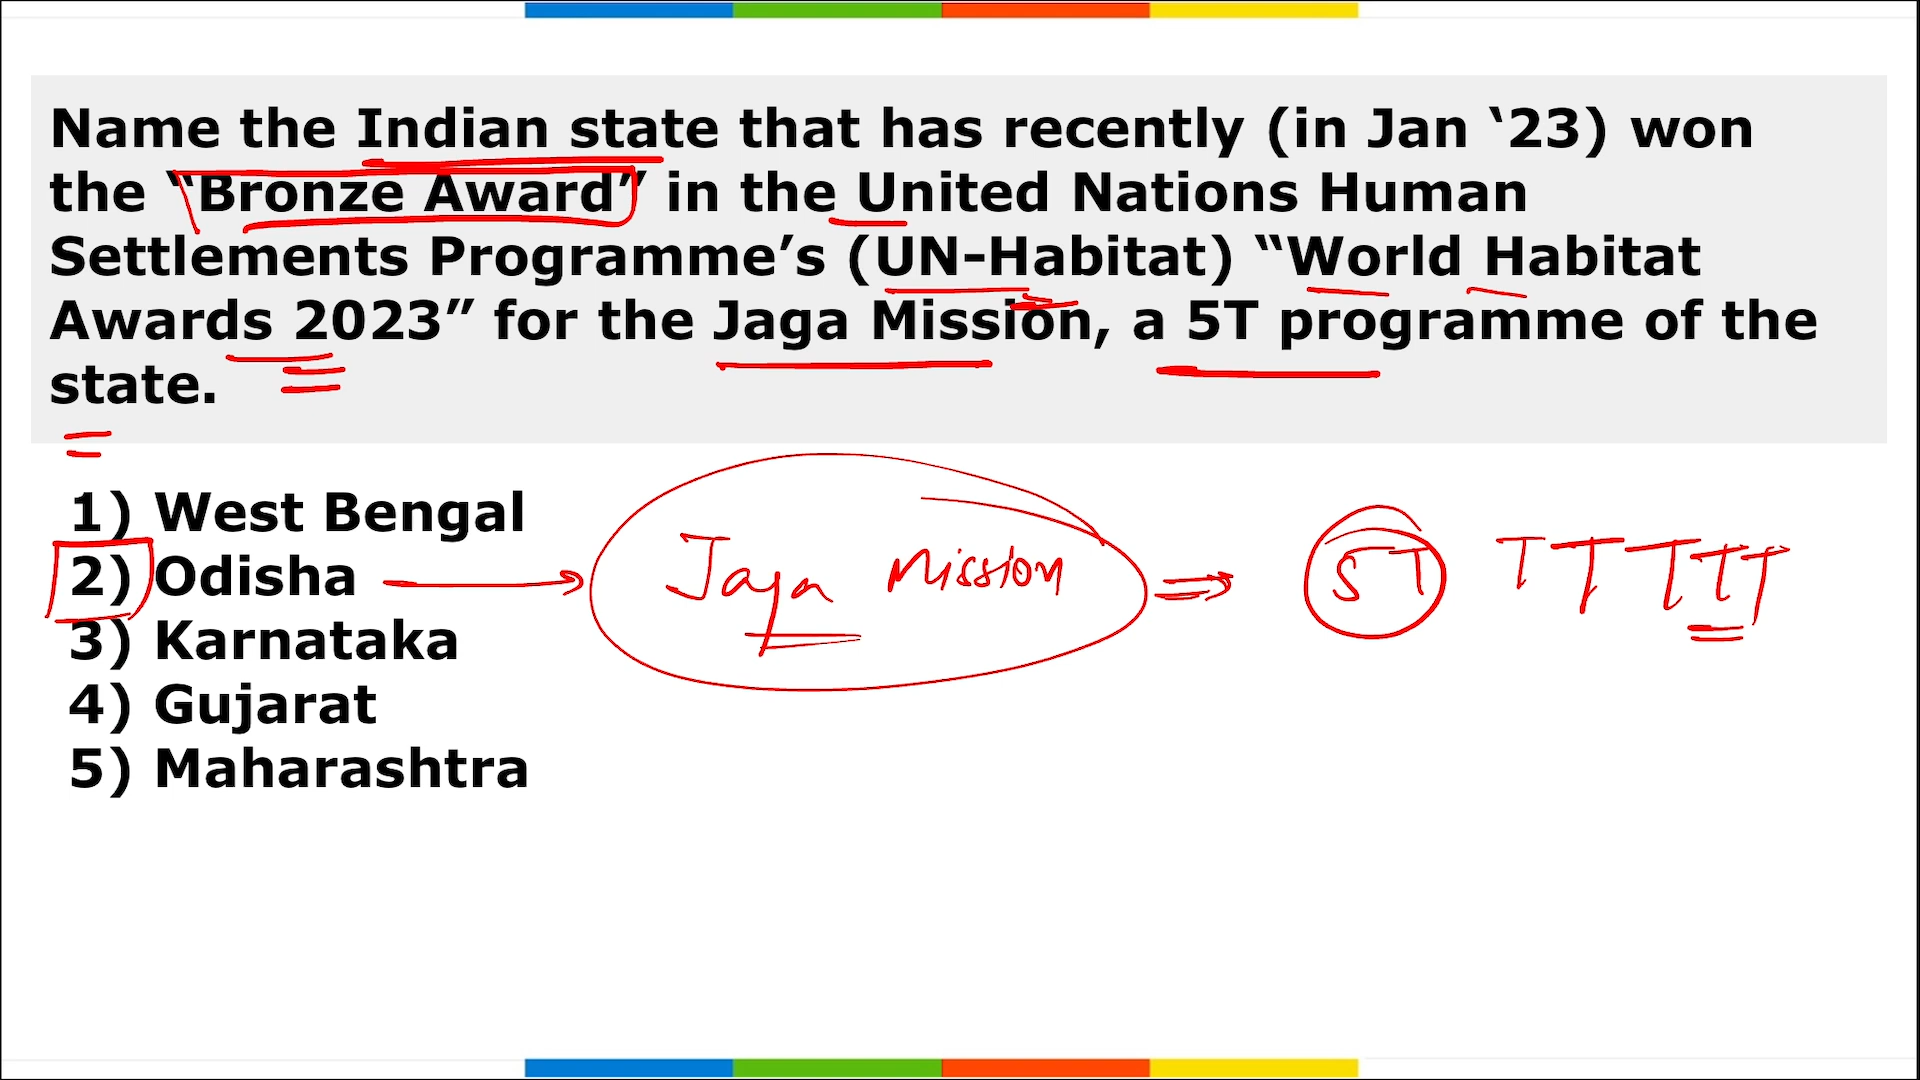 Name the Indian state that has recently (in Jan ‘23) won
the “Bronze Award” in the United Nations Human
Settlements Programme’s (UN-Habitat) “World Habitat
Awards 2023” for the Jaga Mission, a 5T programme of the
state.
1) West Bengal
2) Odisha
Jaga Mission
5T T T T T T
3) Karnataka
4) Gujarat
5) Maharashtra